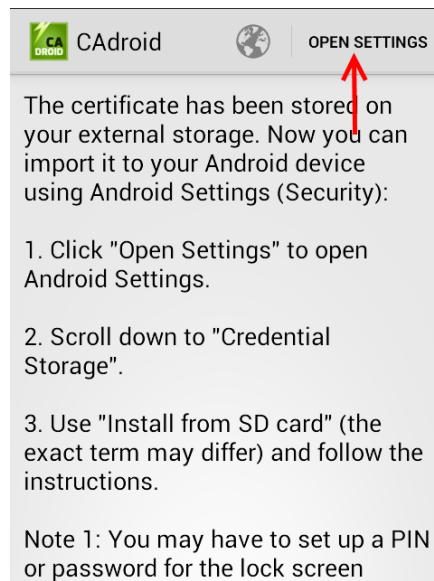 CA
DROID
CAdroid
OPEN SETTINGS
The certificate has been stored on
your external storage. Now you can
import it to your Android device
using Android Settings (Security):
1. Click "Open Settings" to open
Android Settings.
2. Scroll down to "Credential
Storage".
3. Use "Install from SD card" (the
exact term may differ) and follow the
instructions.
Note 1: You may have to set up a PIN
or password for the lock screen